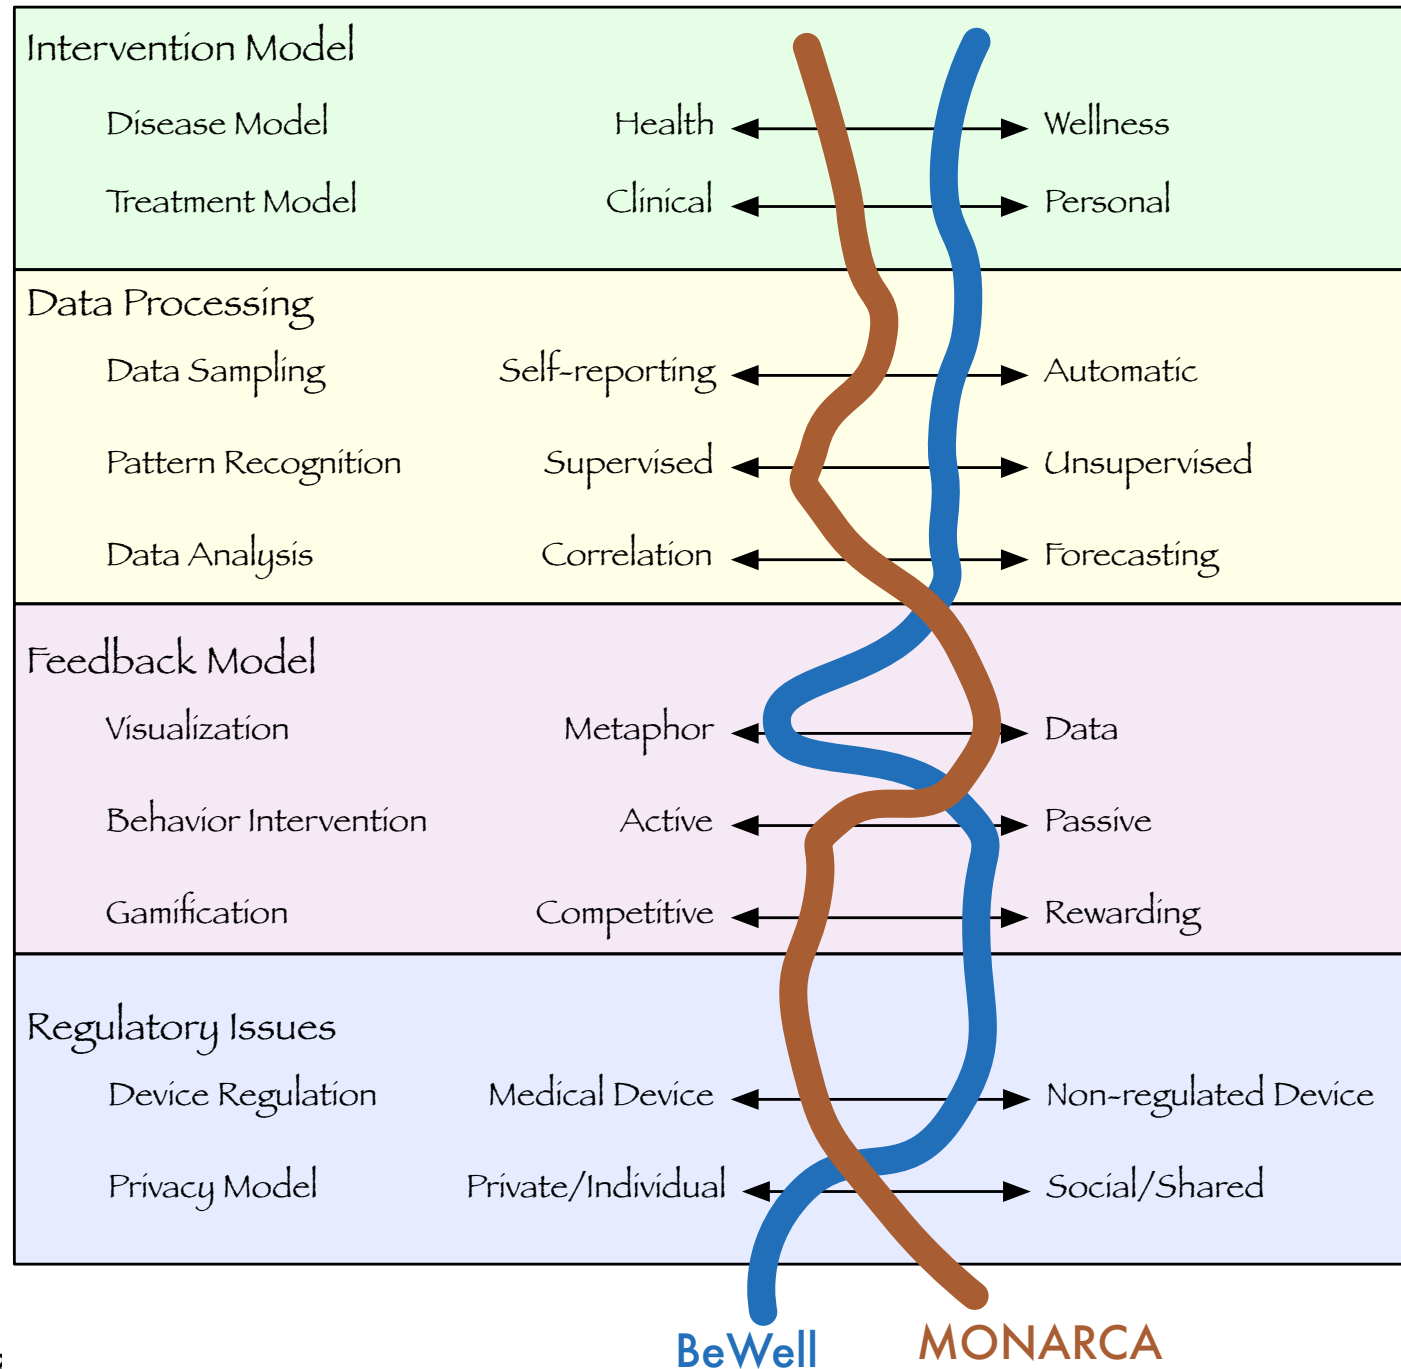 Intervention Model
Disease Model Health Wellness
Treatment Model Clinical Personal
Data Processing
Data Sampling Self-reporting Automatic
Pattern Recognition Supervised Unsupervised
Data Analysis Correlation Forecasting
Feedback Model
Visualization Metaphor Data
Behavior Intervention Active Passive
Gamification Competitive Rewarding
Regulatory Issues
Device Regulation Medical Device Non-regulated Device
Privacy Model Private/Individual Social/Shared
BeWell MONARCA